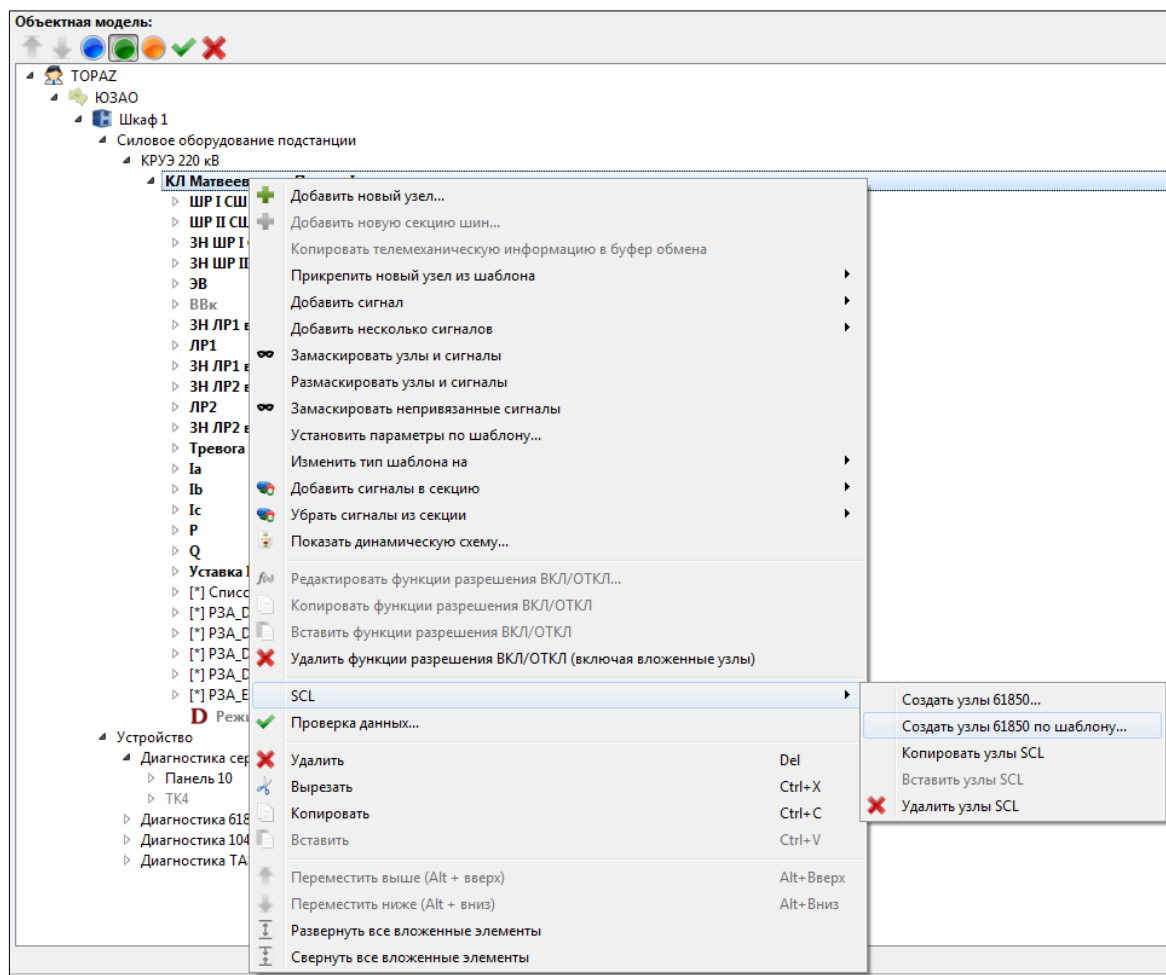 Объектная модель:
TOPAZ
ЮЗАО
Шкаф 1
Силовое оборудование подстанции
КРУЭ 220 кВ
КЛ Матвеев
ШР I СШ
ШР II СШ
ЗН ШР I
ЗН ШР II
ЭВ
ВВк
ЗН ЛР1 в
ЛР1
ЗН ЛР1 в
ЗН ЛР2 в
ЛР2
ЗН ЛР2 в
Тревога
Ia
Ib
Ic
P
Q
Уставка
[*] Списо
[*] РЗА_D
[*] РЗА_D
[*] РЗА_D
[*] РЗА_D
[*] РЗА_E
D Режи
Устройство
Диагностика сер
Панель 10
ТК4
Диагностика 618
Диагностика 104
Диагностика ТА
Добавить новый узел...
Добавить новую секцию шин...
Копировать телемеханическую информацию в буфер обмена
Прикрепить новый узел из шаблона
Добавить сигнал
Добавить несколько сигналов
Замаскировать узлы и сигналы
Размаскировать узлы и сигналы
Замаскировать непривязанные сигналы
Установить параметры по шаблону...
Изменить тип шаблона на
Добавить сигналы в секцию
Убрать сигналы из секции
Показать динамическую схему...
f(x) Редактировать функции разрешения ВКЛ/ОТКЛ...
Копировать функции разрешения ВКЛ/ОТКЛ
Вставить функции разрешения ВКЛ/ОТКЛ
Удалить функции разрешения ВКЛ/ОТКЛ (включая вложенные узлы)
SCL
Проверка данных...
Удалить Del
Вырезать Ctrl+X
Копировать Ctrl+C
Вставить Ctrl+V
Переместить выше (Alt + вверх) Alt+Вверх
Переместить ниже (Alt + вниз) Alt+Вниз
Развернуть все вложенные элементы
Свернуть все вложенные элементы
Создать узлы 61850...
Создать узлы 61850 по шаблону...
Копировать узлы SCL
Вставить узлы SCL
Удалить узлы SCL